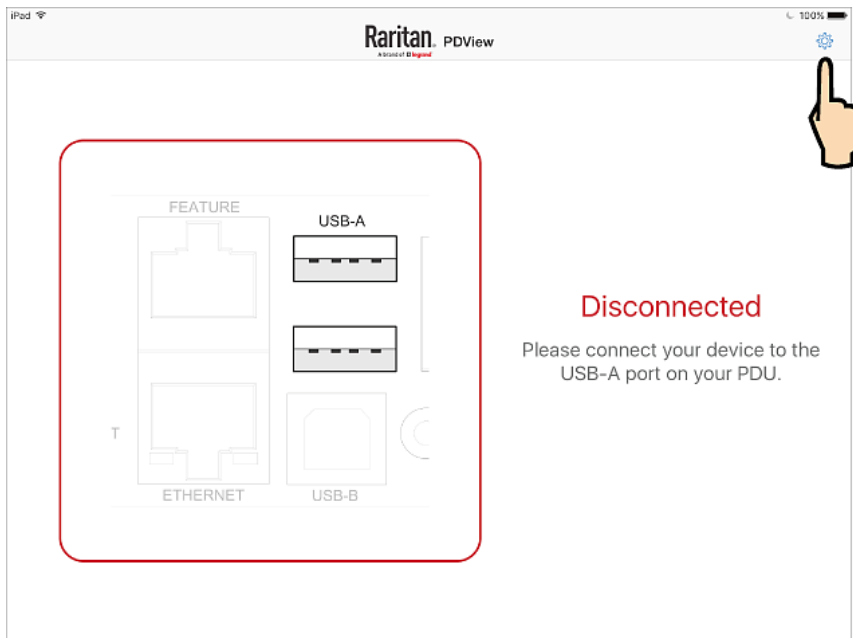 iPad 100%
Raritan. PDView
A brand of legrand
FEATURE
USB-A
Disconnected
Please connect your device to the
USB-A port on your PDU.
T
ETHERNET USB-B